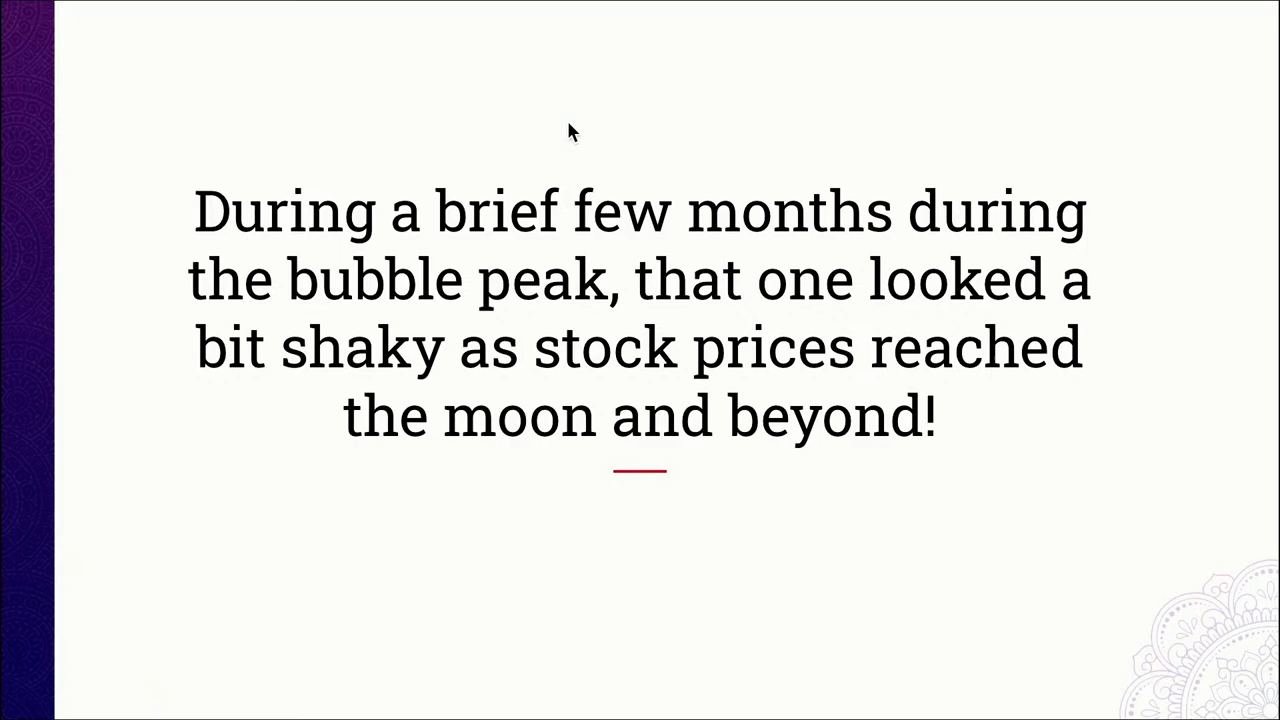 During a brief few months during
the bubble peak, that one looked a
bit shaky as stock prices reached
the moon and beyond!